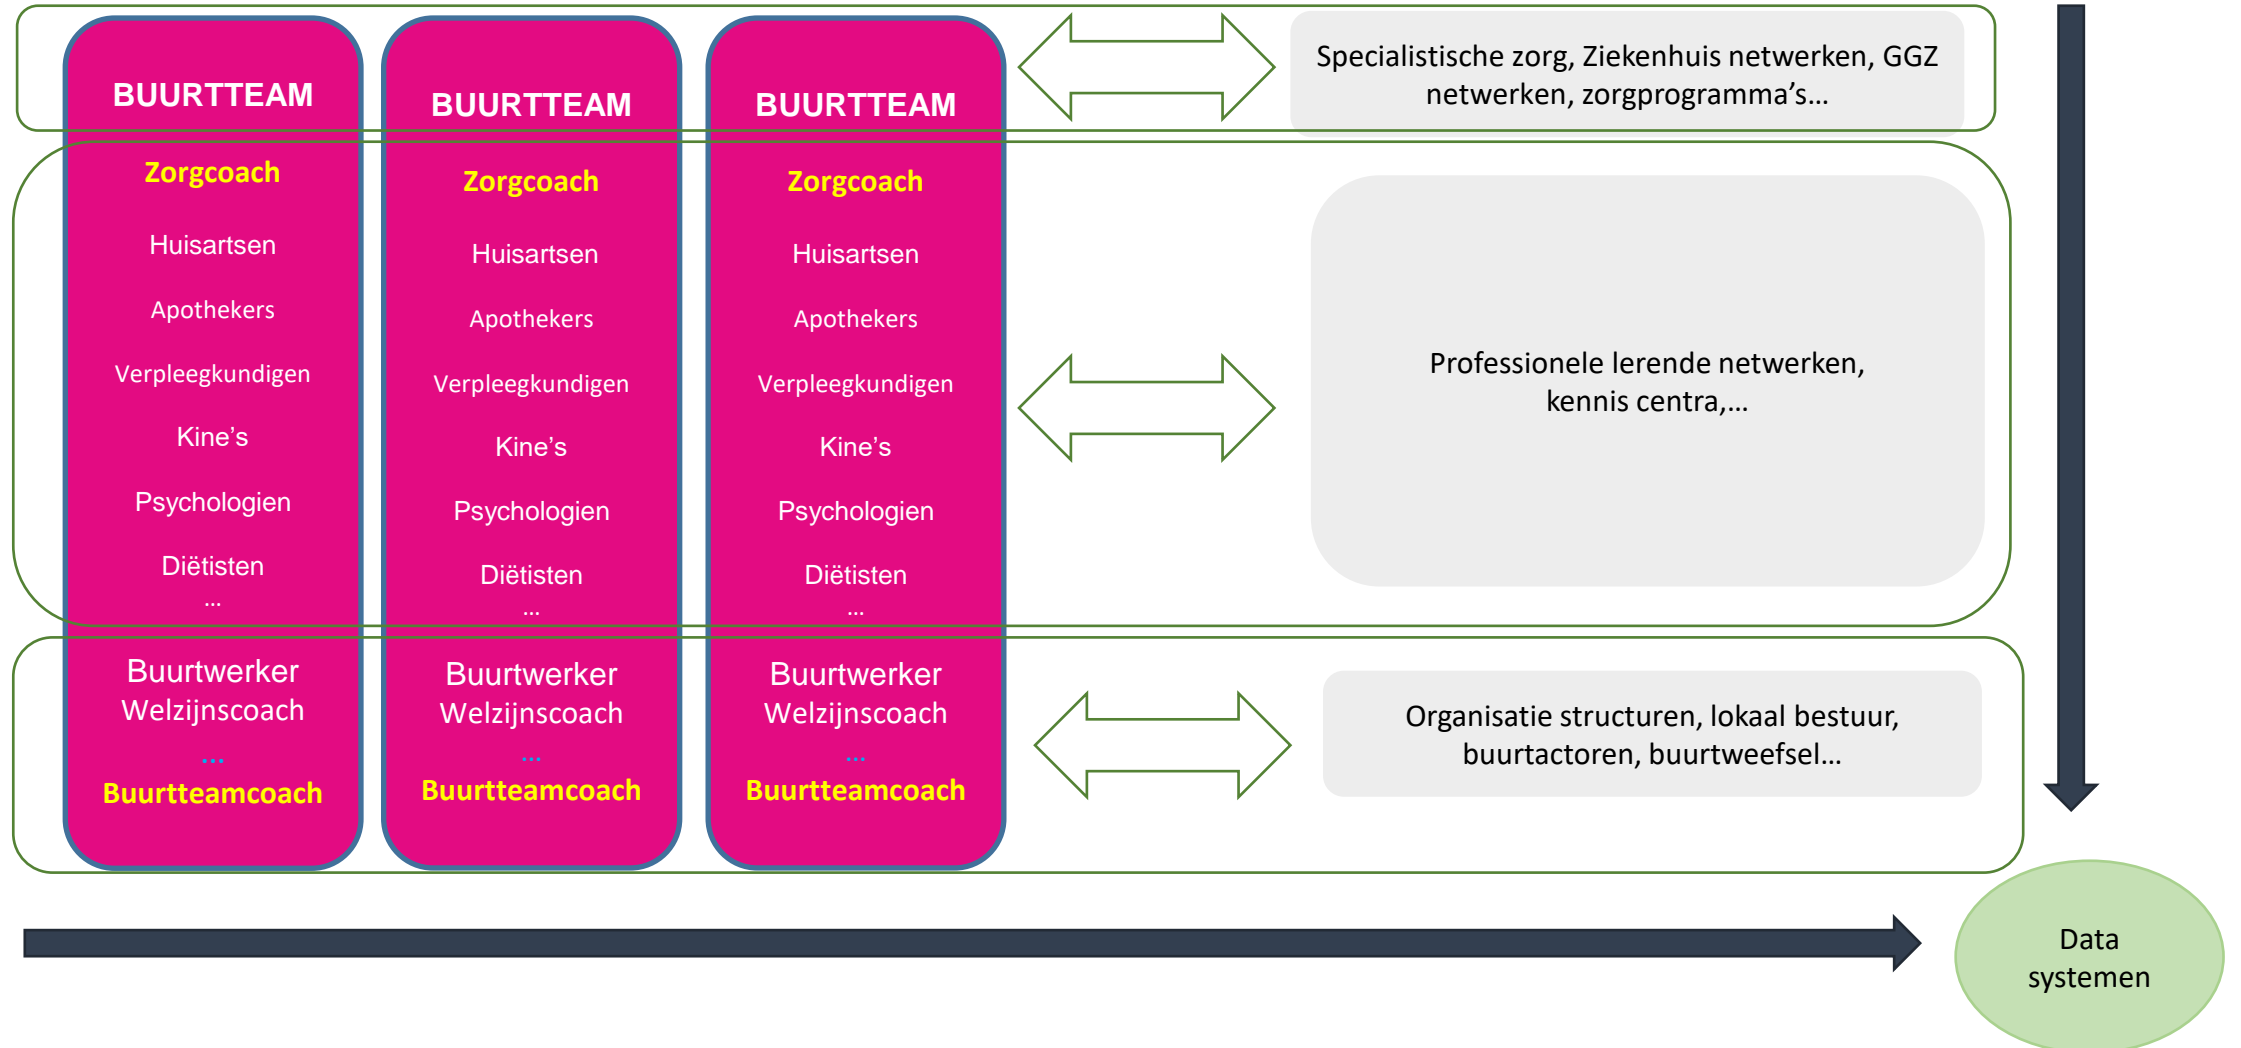 BUURTTEAM
Zorgcoach
Huisartsen
Apothekers
Verpleegkundigen
Kine's
Psychologien
Diëtisten
...
Buurtwerker
Welzijnscoach
...
Buurtteamcoach
BUURTTEAM
Zorgcoach
Huisartsen
Apothekers
Verpleegkundigen
Kine's
Psychologien
Diëtisten
...
Buurtwerker
Welzijnscoach
...
Buurtteamcoach
BUURTTEAM
Zorgcoach
Huisartsen
Apothekers
Verpleegkundigen
Kine's
Psychologien
Diëtisten
...
Buurtwerker
Welzijnscoach
...
Buurtteamcoach
Specialistische zorg, Ziekenhuis netwerken, GGZ
netwerken, zorgprogramma's...
Professionele lerende netwerken,
kennis centra,...
Organisatie structuren, lokaal bestuur,
buurtactoren, buurtweefsel...
Data
systemen